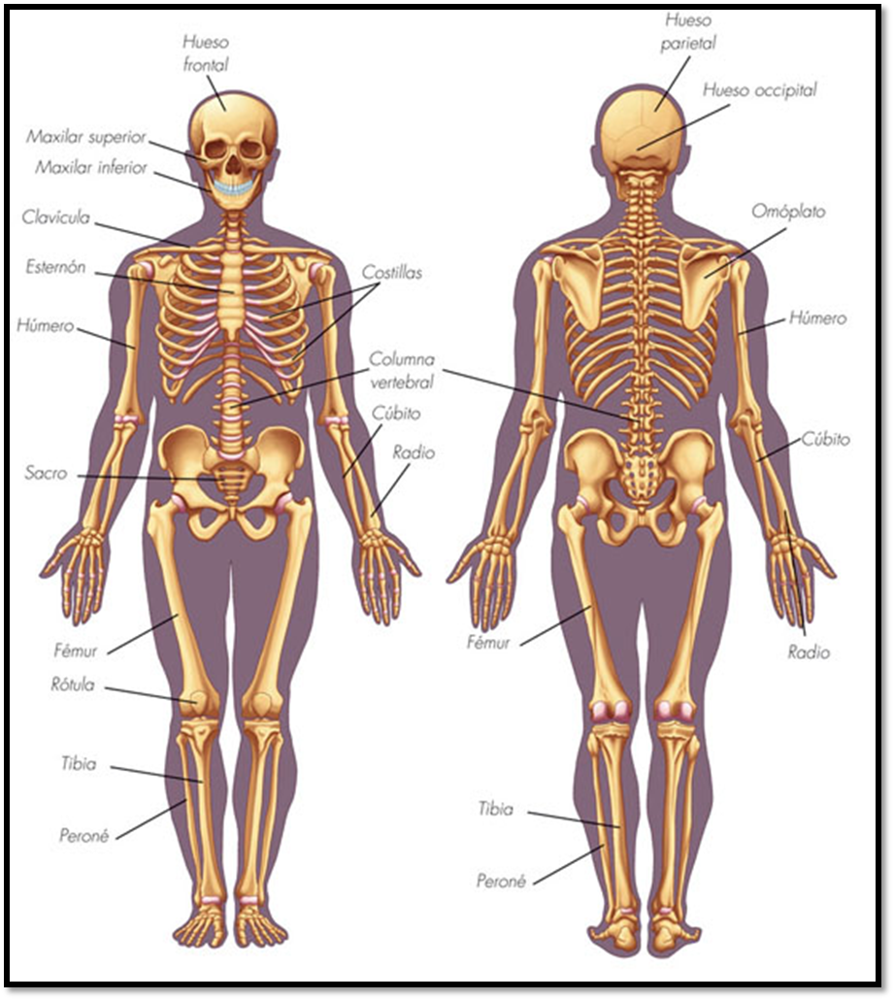 Hueso
frontal
Maxilar superior
Maxilar inferior
Clavícula
Esternón
Costillas
Húmero
Columna
vertebral
Cúbito
Radio
Sacro
Fémur
Rótula
Tibia
Peroné
Hueso
parietal
Hueso occipital
Omóplato
Húmero
Cúbito
Fémur
Radio
Tibia
Peroné